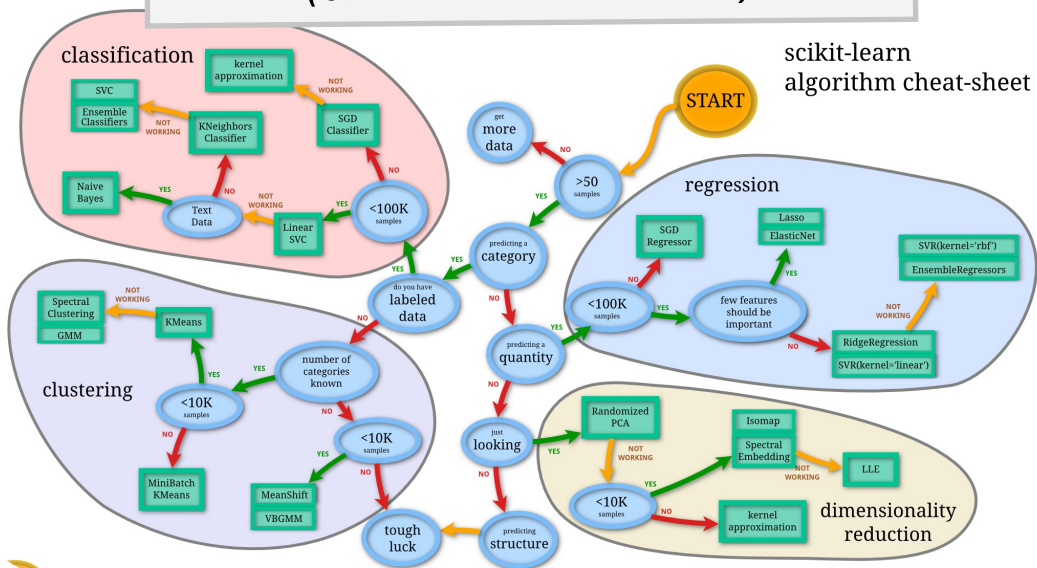 scikit-learn
algorithm cheat-sheet
START
>50
samples
NO
get
more
data
YES
predicting a
category
YES
do you have
labeled
data
YES
<100K
samples
classification
YES
Linear
SVC
NOT
WORKING
Text
Data
YES
Naive
Bayes
NO
KNeighbors
Classifier
NOT
WORKING
SVC
Ensemble
Classifiers
NO
SGD
Classifier
NOT
WORKING
kernel
approximation
NO
number of
categories
known
clustering
YES
<10K
samples
YES
KMeans
NOT
WORKING
Spectral
Clustering
GMM
NO
MiniBatch
KMeans
NO
<10K
samples
YES
MeanShift
VBGMM
NO
tough
luck
NO
predicting a
quantity
YES
regression
<100K
samples
NO
SGD
Regressor
YES
few features
should be
important
YES
Lasso
ElasticNet
NO
RidgeRegression
SVR(kernel='linear')
NOT
WORKING
SVR(kernel='rbf')
EnsembleRegressors
NO
just
looking
YES
dimensionality
reduction
Randomized
PCA
NOT
WORKING
<10K
samples
YES
Isomap
Spectral
Embedding
NOT
WORKING
LLE
NO
kernel
approximation
NO
predicting
structure